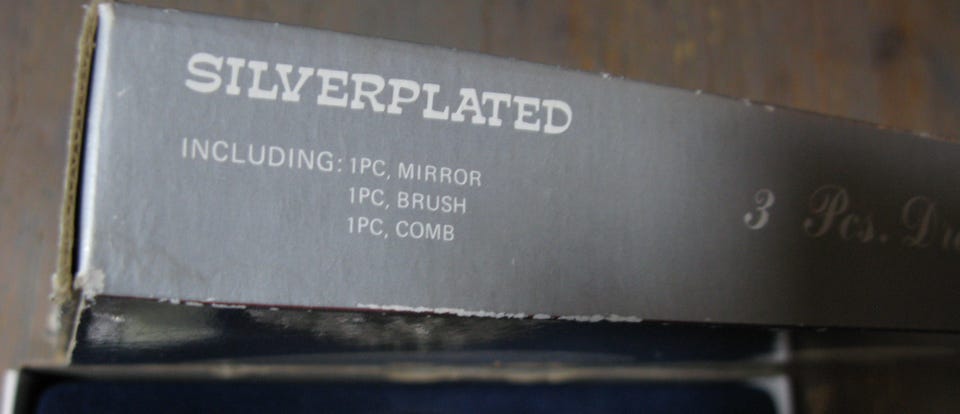 SILVERPLATED
INCLUDING: 1PC, MIRROR
1PC, BRUSH
1PC, COMB
3 Pcs.